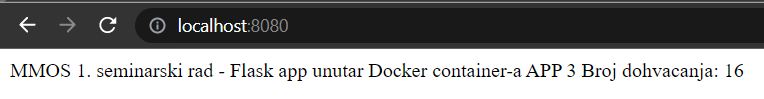 localhost:8080
MMOS 1. seminarski rad - Flask app unutar Docker container-a APP 3 Broj dohvacanja: 16